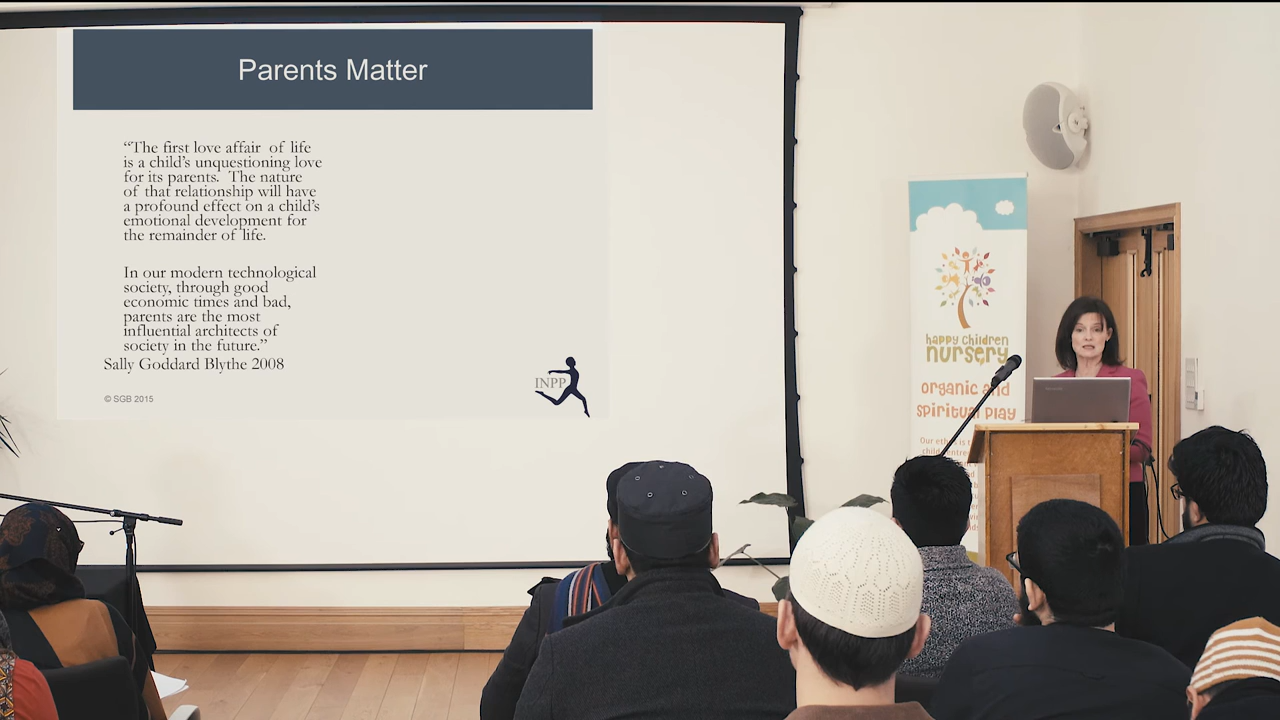 Parents Matter
“The first love affair of life
is a child’s unquestioning love
for its parents. The nature
of that relationship will have
a profound effect on a child’s
emotional development for
the remainder of life.
In our modern technological
society, through good
economic times and bad,
parents are the most
influential architects of
society in the future.”
Sally Goddard Blythe 2008
© SGB 2015
INPP
happy children
nursery
organic and
spiritual play
Our ethos is